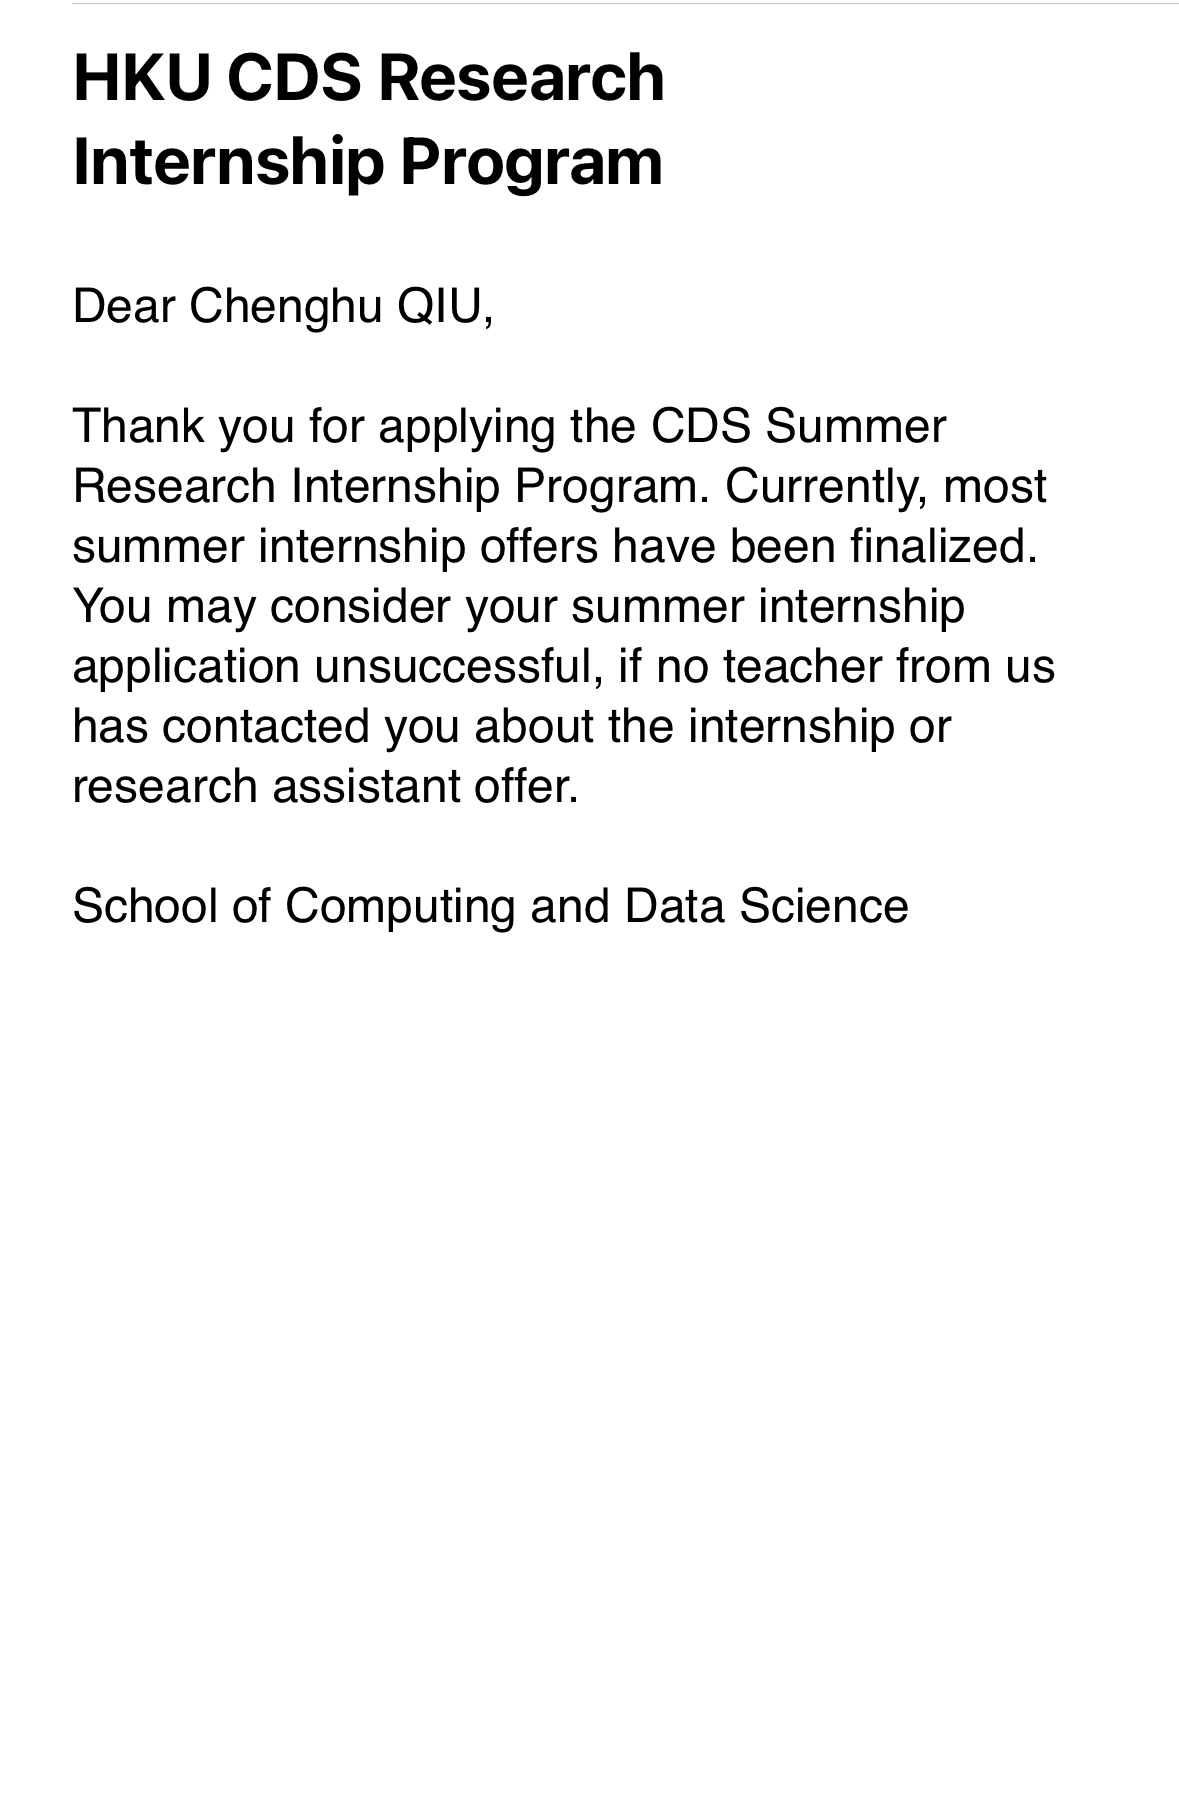 HKU CDS Research
Internship Program
Dear Chenghu QIU,
Thank you for applying the CDS Summer
Research Internship Program. Currently, most
summer internship offers have been finalized.
You may consider your summer internship
application unsuccessful, if no teacher from us
has contacted you about the internship or
research assistant offer.
School of Computing and Data Science